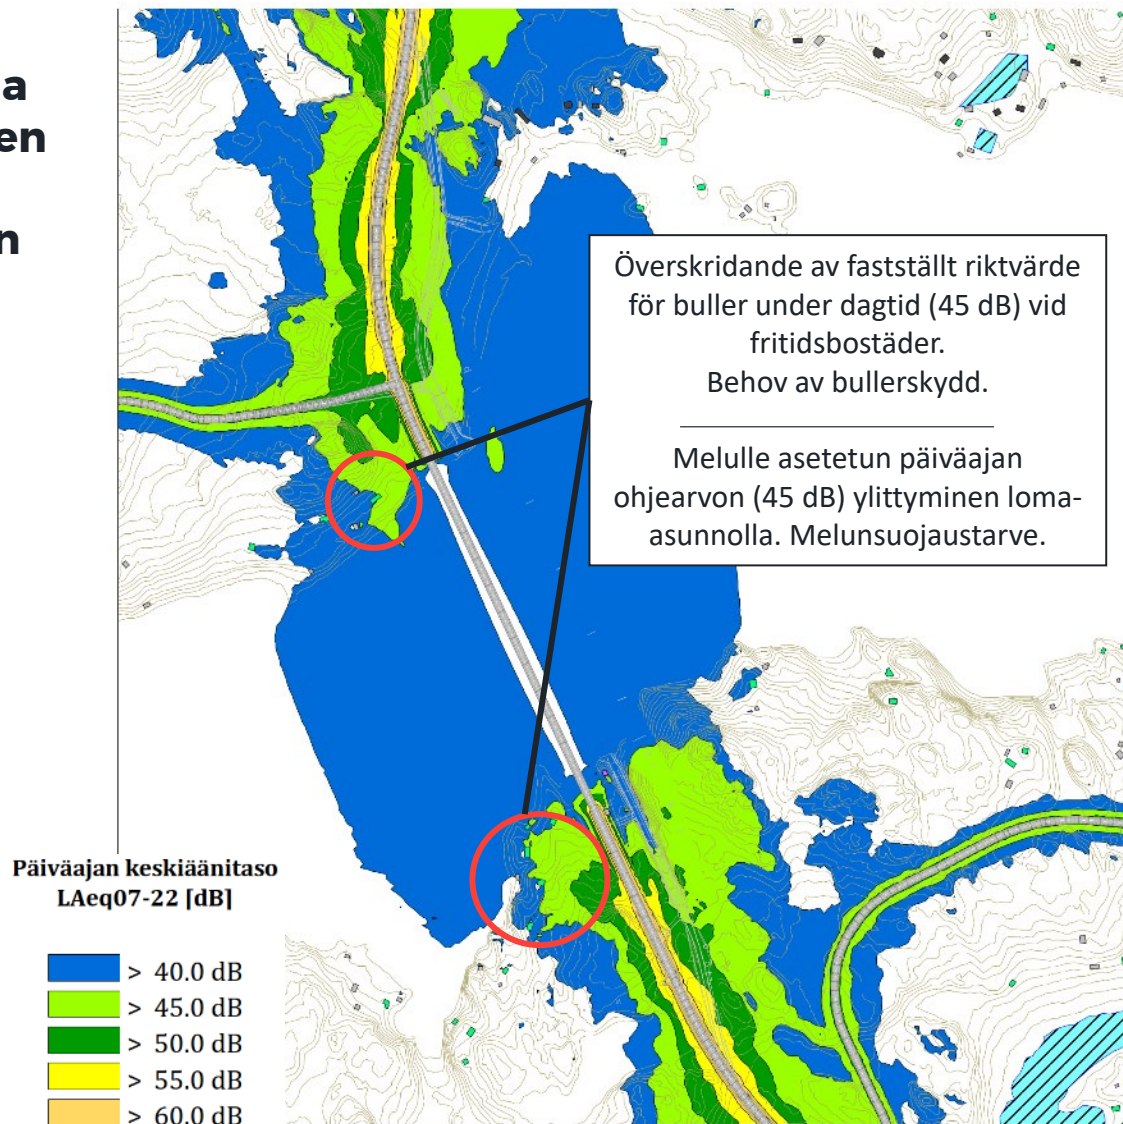 a
en
n
Överskridande av fastställt riktvärde
för buller under dagtid (45 dB) vid
fritidsbostäder.
Behov av bullerskydd.
Melulle asetetun päiväajan
ohjearvon (45 dB) ylittyminen loma-
asunnolla. Melunsuojaustarve.
Päiväajan keskiäänitaso
LAeq07-22 [dB]
> 40.0 dB
> 45.0 dB
> 50.0 dB
> 55.0 dB
> 60.0 dB